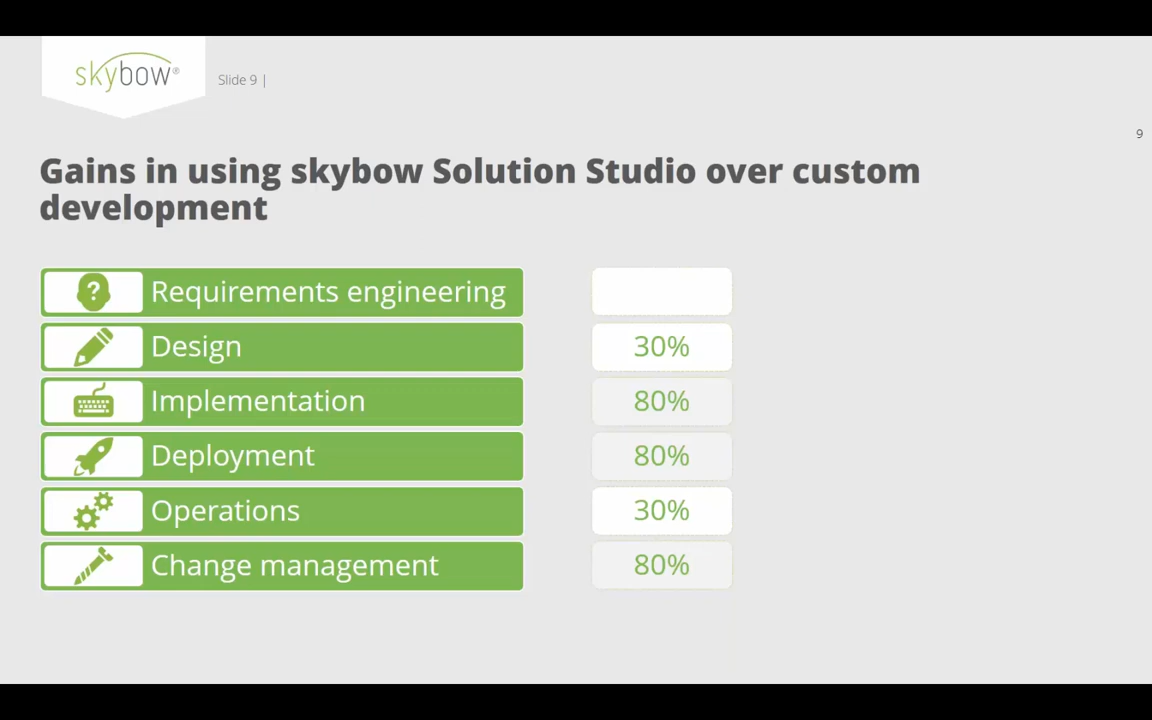 skybow®
Slide 9 |
9
Gains in using skybow Solution Studio over custom
development
?
Requirements engineering
Design 30%
Implementation 80%
Deployment 80%
Operations 30%
Change management 80%